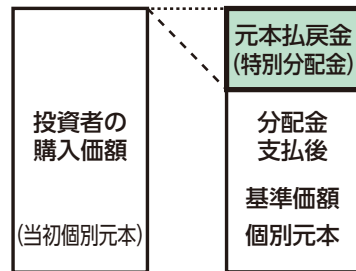 投資者の
購入価額
(当初個別元本)
元本払戻金
(特別分配金)
分配金
支払後
基準価額
個別元本